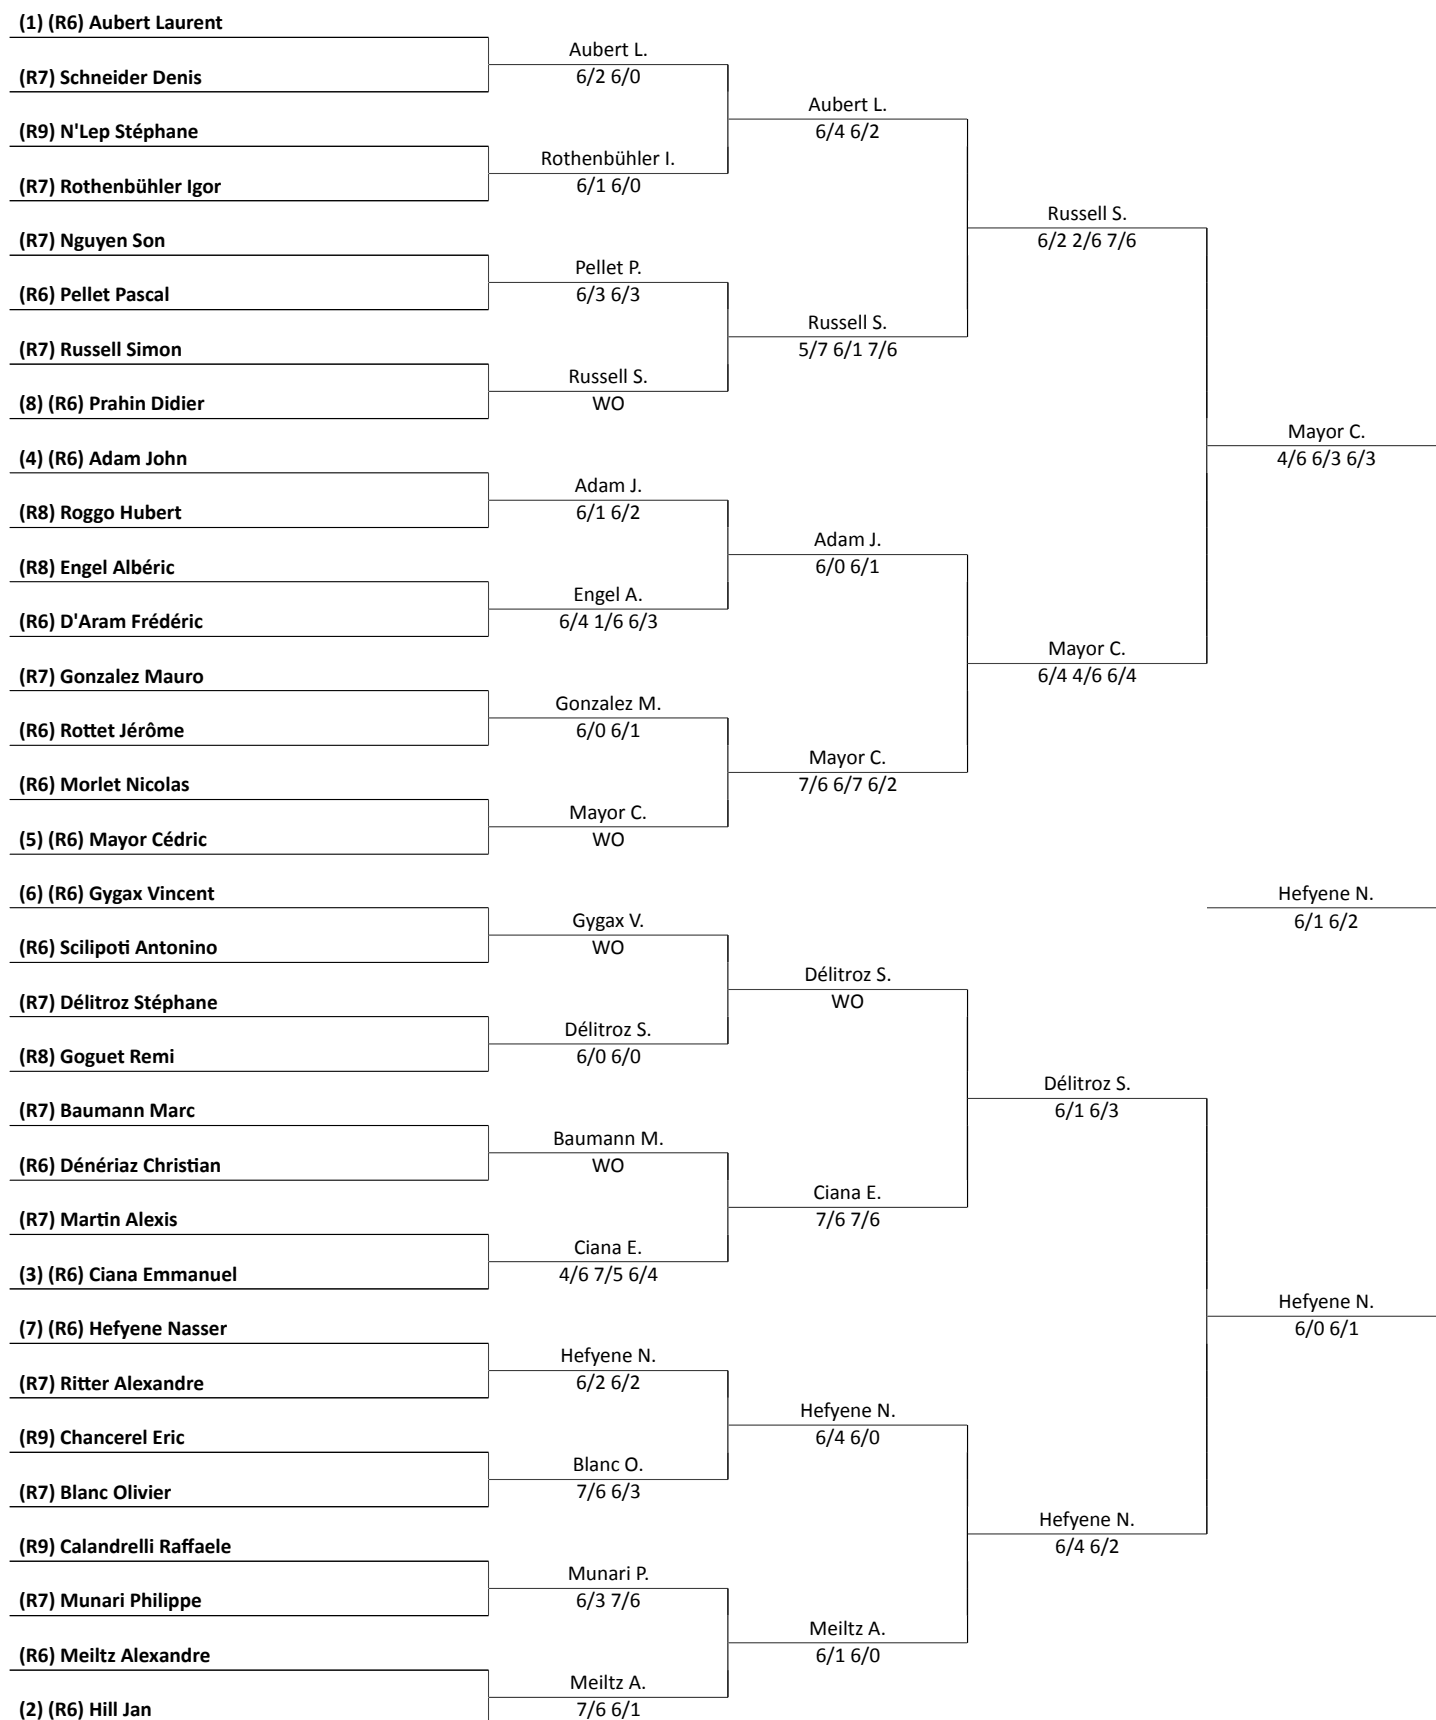 (1) (R6) Aubert Laurent
Aubert L.
(R7) Schneider Denis
6/2 6/0
Aubert L.
(R9) N'Lep Stéphane
6/4 6/2
Rothenbühler I.
(R7) Rothenbühler Igor
6/1 6/0
Russell S.
(R7) Nguyen Son
6/2 2/6 7/6
Pellet P.
(R6) Pellet Pascal
6/3 6/3
Russell S.
(R7) Russell Simon
5/7 6/1 7/6
Russell S.
(8) (R6) Prahin Didier
WO
Mayor C.
(4) (R6) Adam John
4/6 6/3 6/3
Adam J.
(R8) Roggo Hubert
6/1 6/2
Adam J.
(R8) Engel Albéric
6/0 6/1
Engel A.
(R6) D'Aram Frédéric
6/4 1/6 6/3
Mayor C.
(R7) Gonzalez Mauro
6/4 4/6 6/4
Gonzalez M.
(R6) Rottet Jérôme
6/0 6/1
Mayor C.
(R6) Morlet Nicolas
7/6 6/7 6/2
Mayor C.
(5) (R6) Mayor Cédric
WO
(6) (R6) Gygax Vincent
Hefyene N.
Gygax V.
6/1 6/2
(R6) Scilipoti Antonino
WO
Délitroz S.
(R7) Délitroz Stéphane
WO
Délitroz S.
(R8) Goguet Remi
6/0 6/0
Délitroz S.
(R7) Baumann Marc
6/1 6/3
Baumann M.
(R6) Dénériaz Christian
WO
Ciana E.
(R7) Martin Alexis
7/6 7/6
Ciana E.
(3) (R6) Ciana Emmanuel
4/6 7/5 6/4
Hefyene N.
(7) (R6) Hefyene Nasser
6/0 6/1
Hefyene N.
(R7) Ritter Alexandre
6/2 6/2
Hefyene N.
(R9) Chancerel Eric
6/4 6/0
Blanc O.
(R7) Blanc Olivier
7/6 6/3
Hefyene N.
(R9) Calandrelli Raffaele
6/4 6/2
Munari P.
(R7) Munari Philippe
6/3 7/6
Meiltz A.
(R6) Meiltz Alexandre
6/1 6/0
Meiltz A.
(2) (R6) Hill Jan
7/6 6/1